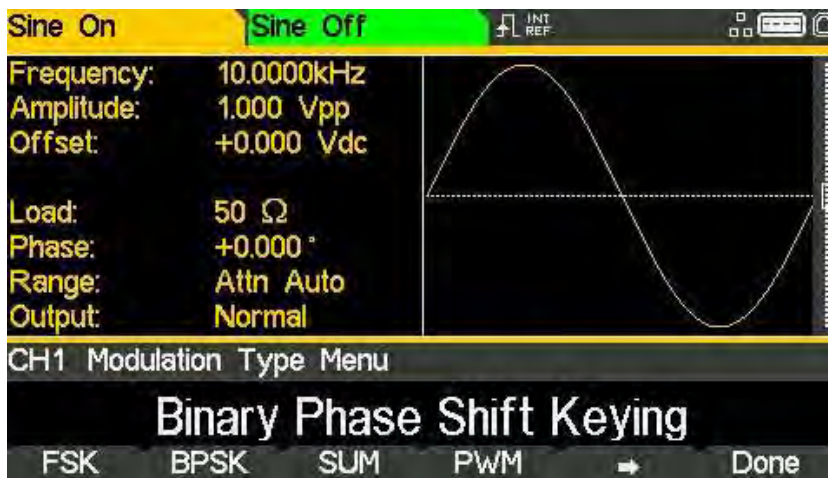 Sine On Sine Off INT REF
Frequency: 10.0000kHz
Amplitude: 1.000 Vpp
Offset: +0.000 Vdc
Load: 50 Ω
Phase: +0.000 °
Range: Attn Auto
Output: Normal
CH1 Modulation Type Menu
Binary Phase Shift Keying
FSK BPSK SUM PWM ➡ Done